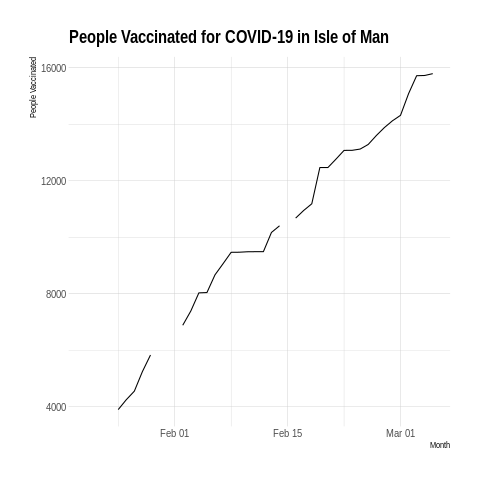 People Vaccinated for COVID-19 in Isle of Man
People Vaccinated
16000
12000
8000
4000
Feb 01
Feb 15
Mar 01
Month